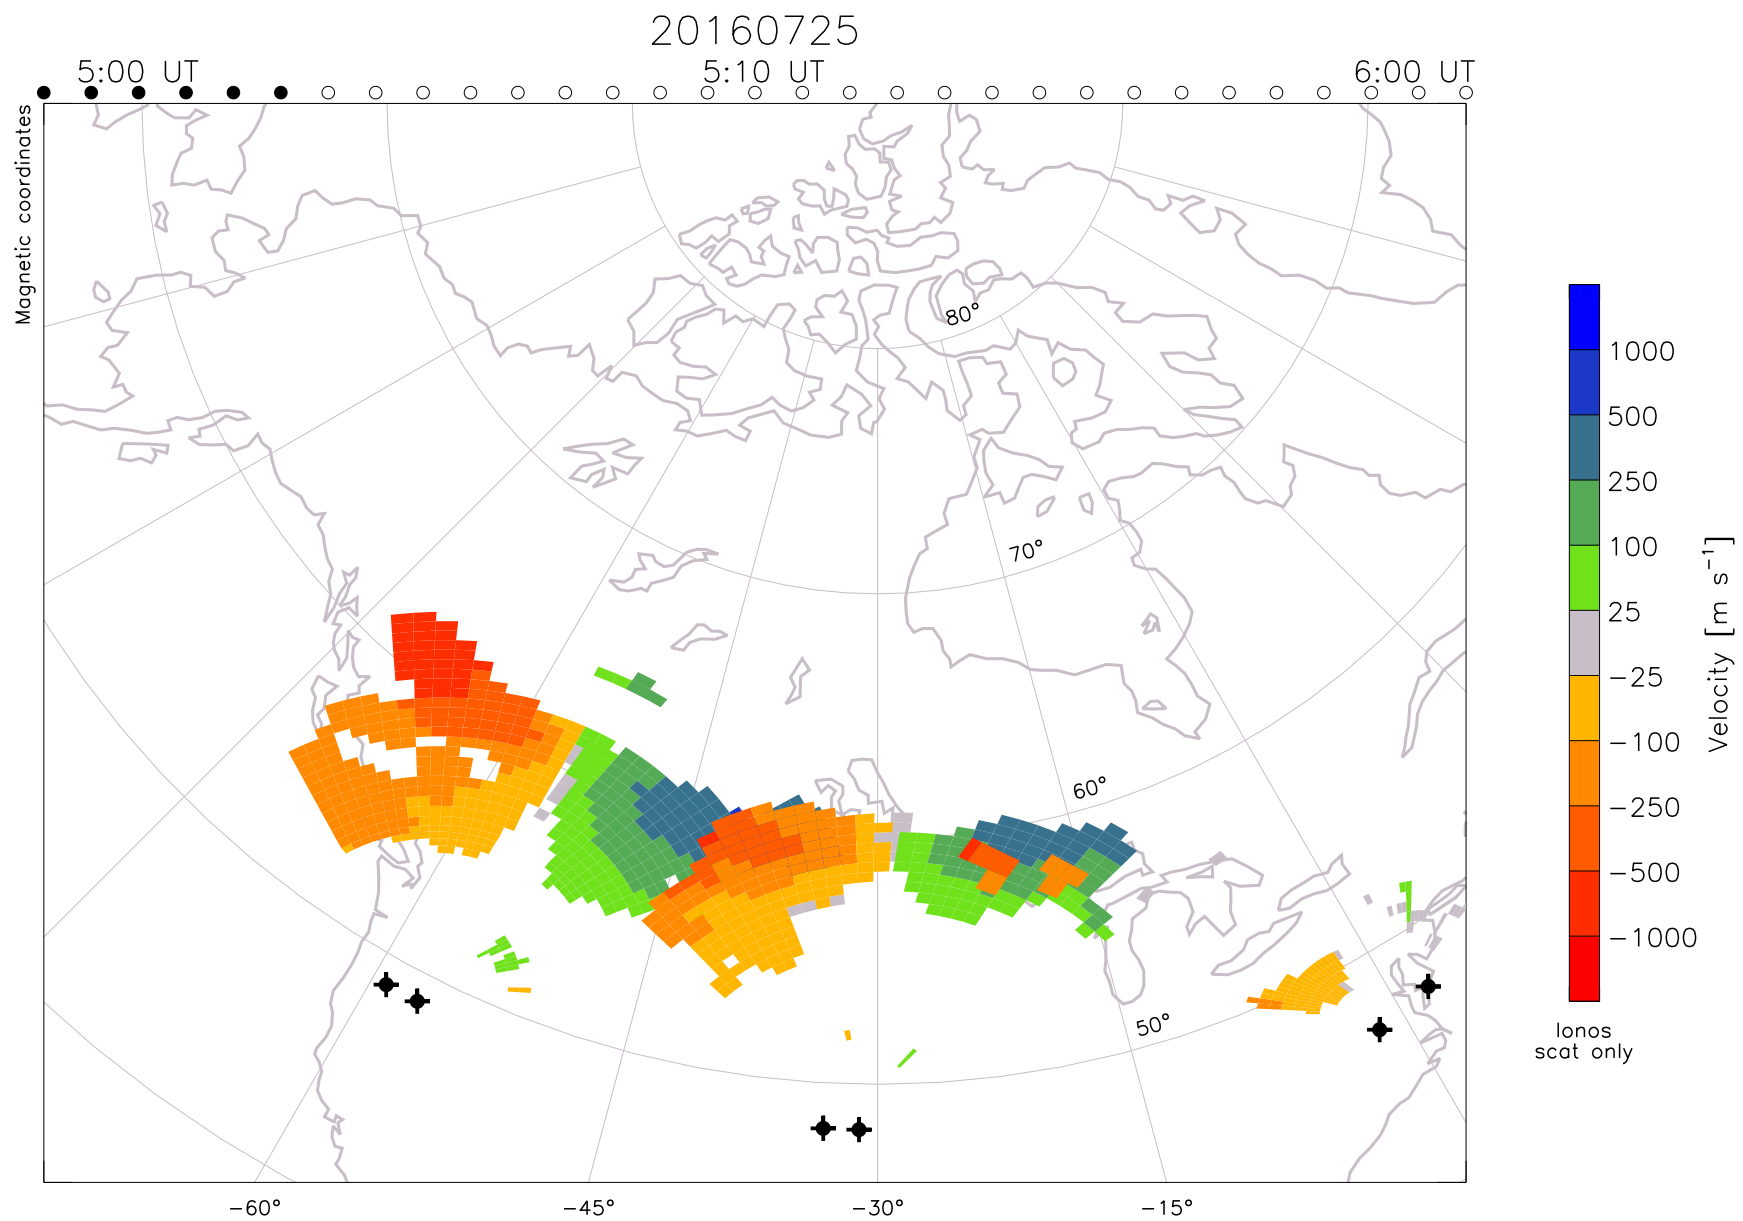 20160725
5:00 UT
5:10 UT
6:00 UT
Magnetic coordinates
80°
70°
60°
50°
−60°
−45°
−30°
−15°
1000
500
250
100
25
−25
−100
−250
−500
−1000
Velocity [m s⁻¹]
Ionos
scat only